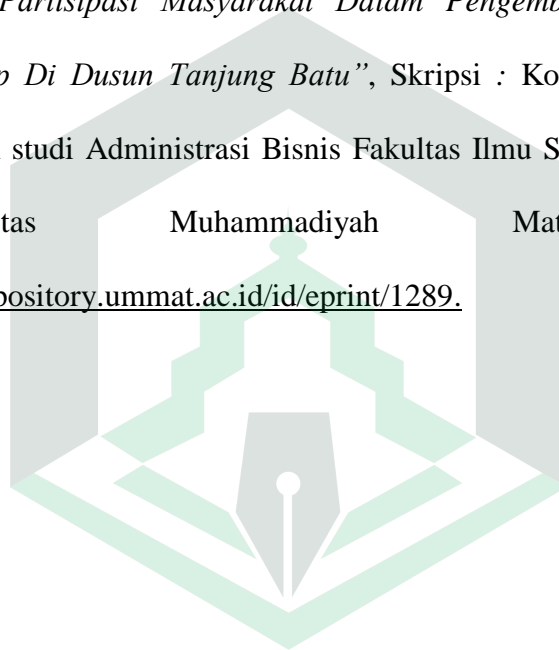 Partisipasi Masyarakat Dalam
Di Dusun Tanjung Batu”, Skripsi :
studi Administrasi Bisnis Fakultas Ilmu
Muhammadiyah
pository.ummat.ac.id/id/eprint/1289.